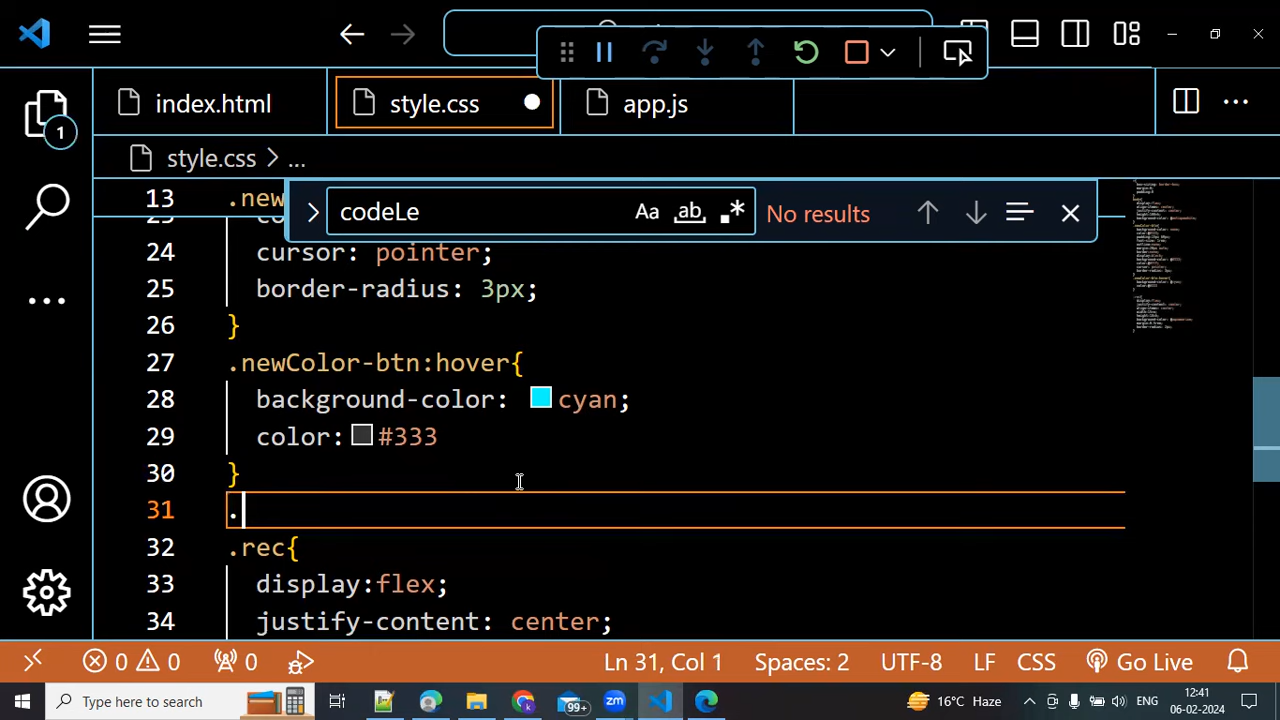 index.html
style.css
app.js
style.css > ...
13 .new
codeLe
Aa ab .*
No results
24 cursor: pointer;
25 border-radius: 3px;
26 }
27 .newColor-btn:hover{
28 background-color: cyan;
29 color: #333
30 }
31 .
32 .rec{
33 display:flex;
34 justify-content: center;
1
0 0 0
Ln 31, Col 1
Spaces: 2
UTF-8
LF
CSS
Go Live
Type here to search
99+
zm
16°C Haze
ENG
12:41
06-02-2024